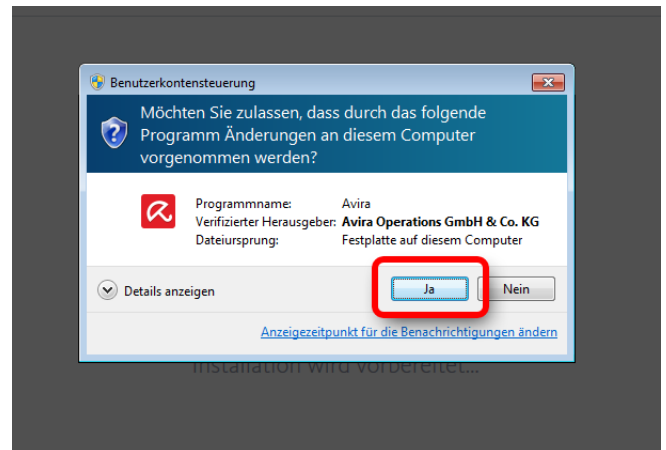 Benutzerkontensteuerung
Möchten Sie zulassen, dass durch das folgende
Programm Änderungen an diesem Computer
vorgenommen werden?
Programmname: Avira
Verifizierter Herausgeber: Avira Operations GmbH & Co. KG
Dateiursprung: Festplatte auf diesem Computer
Details anzeigen Ja Nein
Anzeigezeitpunkt für die Benachrichtigungen ändern
Installation wird vorbereitet...